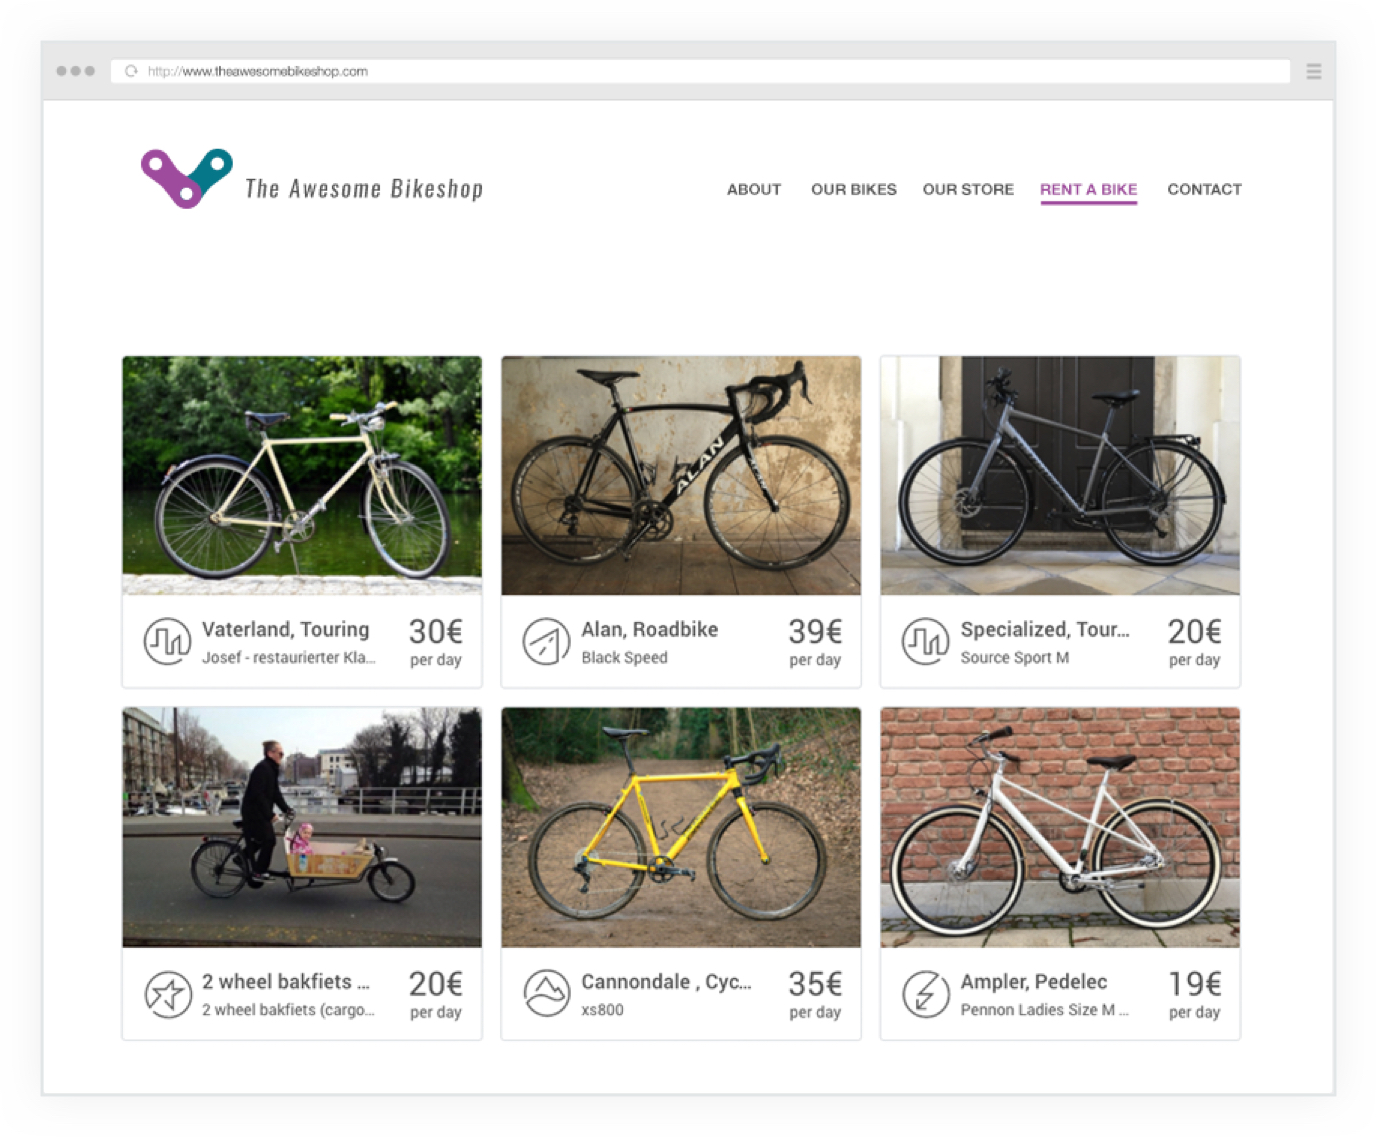 http://www.theawesomebikeshop.com
The Awesome Bikeshop
ABOUT OUR BIKES OUR STORE RENT A BIKE CONTACT
ALAN
Vaterland, Touring 30€
Josef - restaurierter Kla... per day
Alan, Roadbike 39€
Black Speed per day
Specialized, Tour... 20€
Source Sport M per day
2 wheel bakfiets ... 20€
2 wheel bakfiets (cargo... per day
Cannondale , Cyc... 35€
xs800 per day
Ampler, Pedelec 19€
Pennon Ladies Size M ... per day